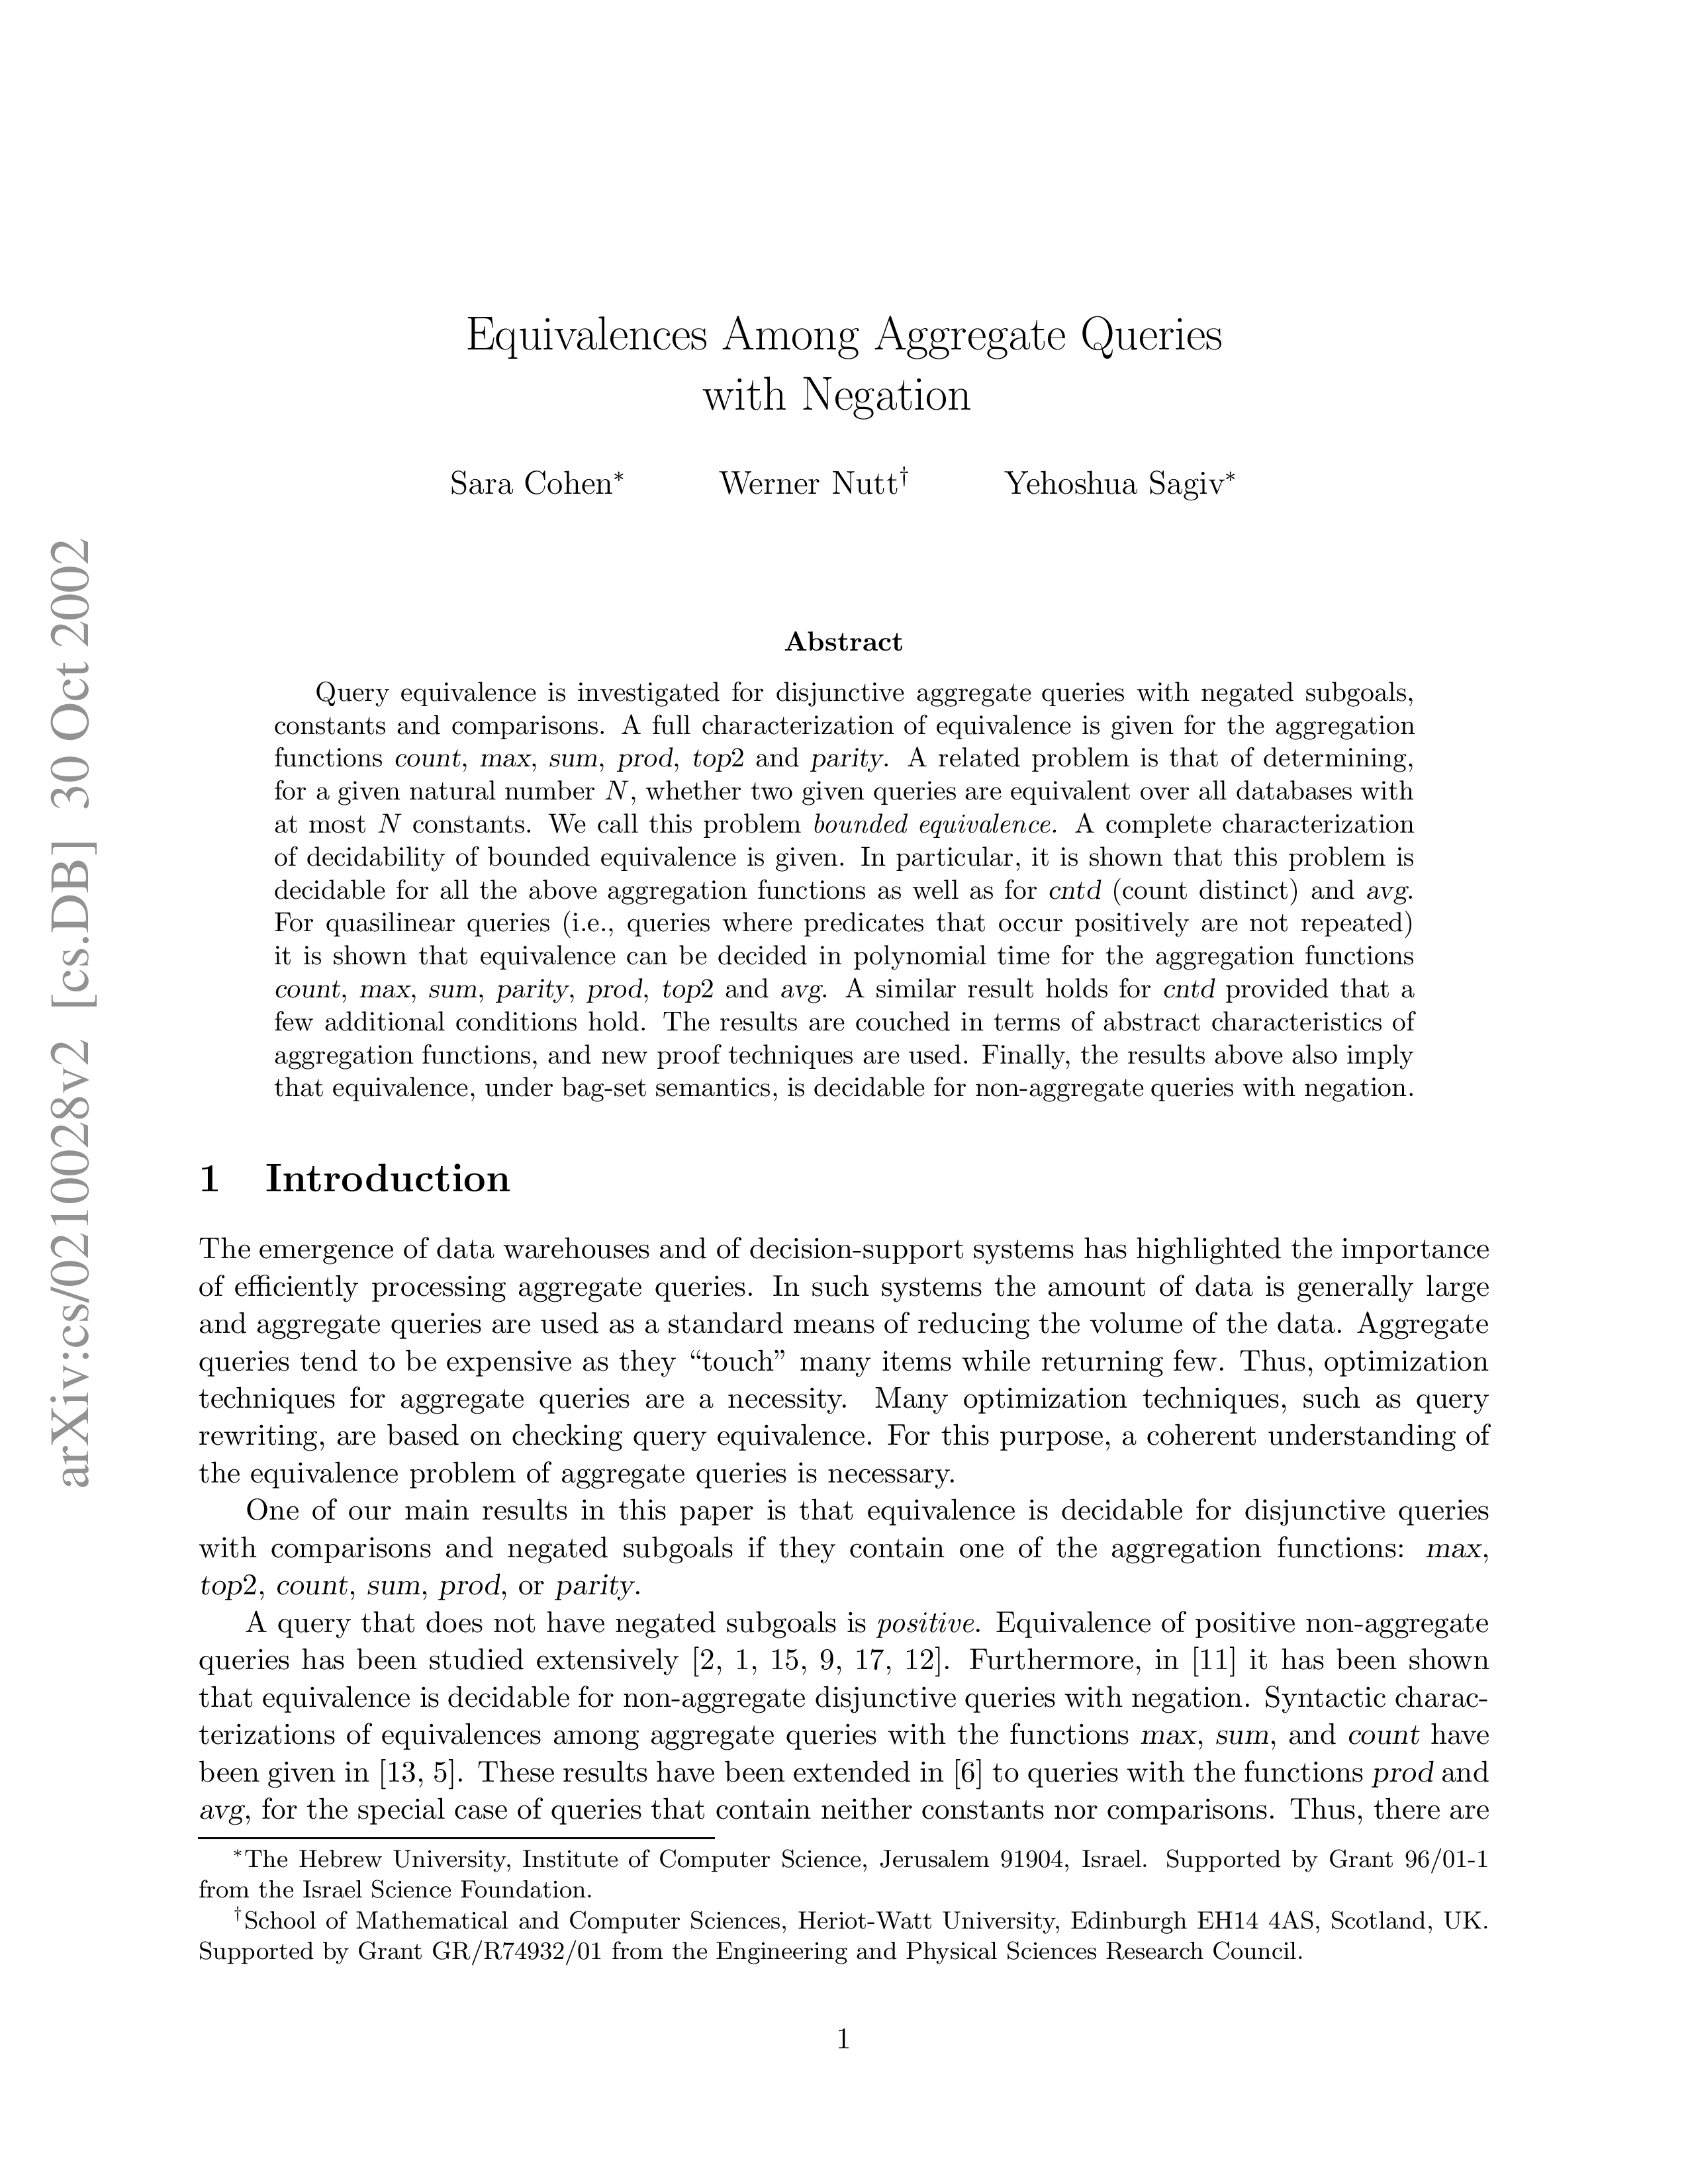 Equivalences Among Aggregate Queries
with Negation
Sara Cohen* Werner Nutt† Yehoshua Sagiv*
Abstract
Query equivalence is investigated for disjunctive aggregate queries with negated subgoals,
constants and comparisons. A full characterization of equivalence is given for the aggregation
functions count, max, sum, prod, top2 and parity. A related problem is that of determining,
for a given natural number N, whether two given queries are equivalent over all databases with
at most N constants. We call this problem bounded equivalence. A complete characterization
of decidability of bounded equivalence is given. In particular, it is shown that this problem is
decidable for all the above aggregation functions as well as for cntd (count distinct) and avg.
For quasilinear queries (i.e., queries where predicates that occur positively are not repeated)
it is shown that equivalence can be decided in polynomial time for the aggregation functions
count, max, sum, parity, prod, top2 and avg. A similar result holds for cntd provided that a
few additional conditions hold. The results are couched in terms of abstract characteristics of
aggregation functions, and new proof techniques are used. Finally, the results above also imply
that equivalence, under bag-set semantics, is decidable for non-aggregate queries with negation.
1 Introduction
The emergence of data warehouses and of decision-support systems has highlighted the importance
of efficiently processing aggregate queries. In such systems the amount of data is generally large
and aggregate queries are used as a standard means of reducing the volume of the data. Aggregate
queries tend to be expensive as they “touch” many items while returning few. Thus, optimization
techniques for aggregate queries are a necessity. Many optimization techniques, such as query
rewriting, are based on checking query equivalence. For this purpose, a coherent understanding of
the equivalence problem of aggregate queries is necessary.
One of our main results in this paper is that equivalence is decidable for disjunctive queries
with comparisons and negated subgoals if they contain one of the aggregation functions: max,
top2, count, sum, prod, or parity.
A query that does not have negated subgoals is positive. Equivalence of positive non-aggregate
queries has been studied extensively [2, 1, 15, 9, 17, 12]. Furthermore, in [11] it has been shown
that equivalence is decidable for non-aggregate disjunctive queries with negation. Syntactic charac-
terizations of equivalences among aggregate queries with the functions max, sum, and count have
been given in [13, 5]. These results have been extended in [6] to queries with the functions prod and
avg, for the special case of queries that contain neither constants nor comparisons. Thus, there are
*The Hebrew University, Institute of Computer Science, Jerusalem 91904, Israel. Supported by Grant 96/01-1
from the Israel Science Foundation.
†School of Mathematical and Computer Sciences, Heriot-Watt University, Edinburgh EH14 4AS, Scotland, UK.
Supported by Grant GR/R74932/01 from the Engineering and Physical Sciences Research Council.
1
arXiv:cs/0210028v2 [cs.DB] 30 Oct 2002